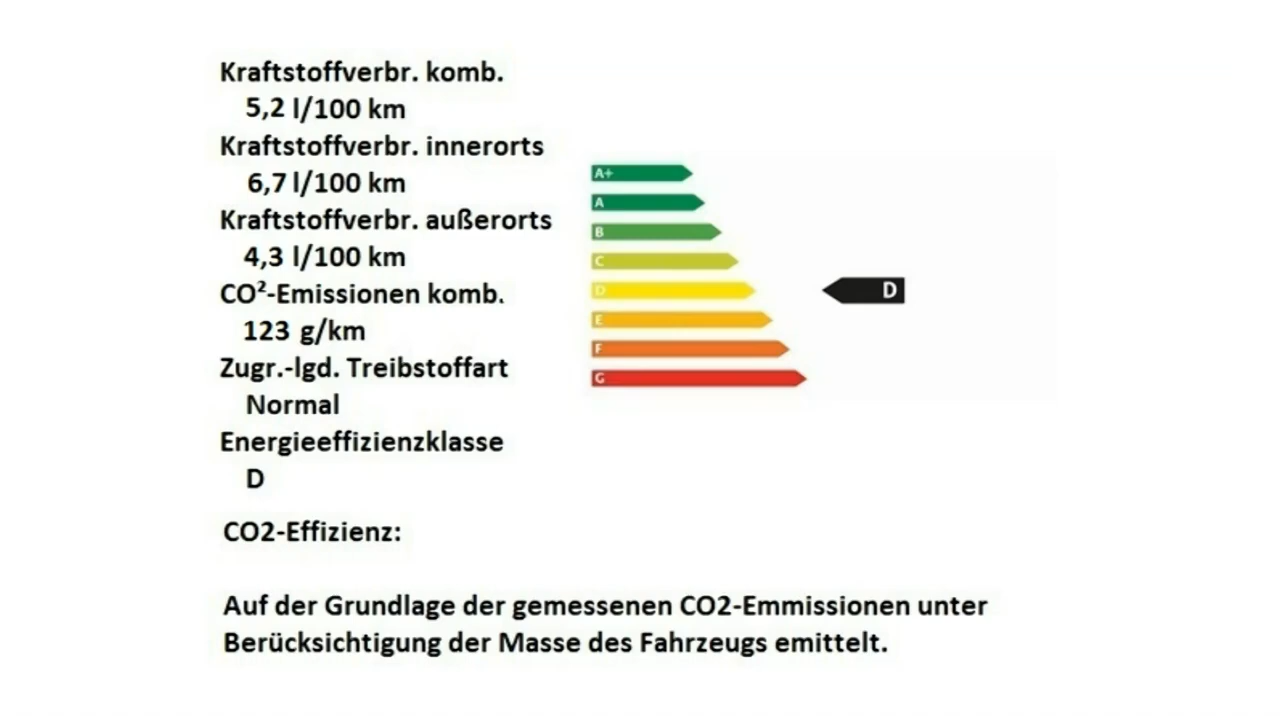 Kraftstoffverbr. komb.
5,2 l/100 km
Kraftstoffverbr. innerorts
6,7 l/100 km
Kraftstoffverbr. außerorts
4,3 l/100 km
CO²-Emissionen komb.
123 g/km
Zugr.-lgd. Treibstoffart
Normal
Energieeffizienzklasse
D
A+
A
B
C
D
D
E
F
G
CO2-Effizienz:
Auf der Grundlage der gemessenen CO2-Emmissionen unter
Berücksichtigung der Masse des Fahrzeugs emittelt.